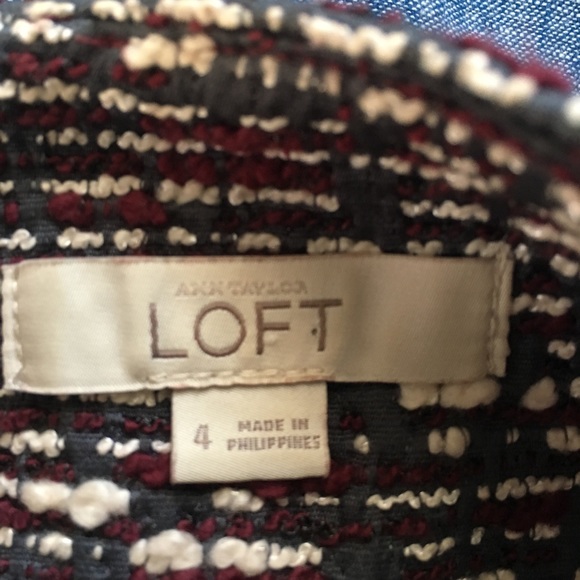 ANN TAYLOR
LOFT
4
MADE IN
PHILIPPINES